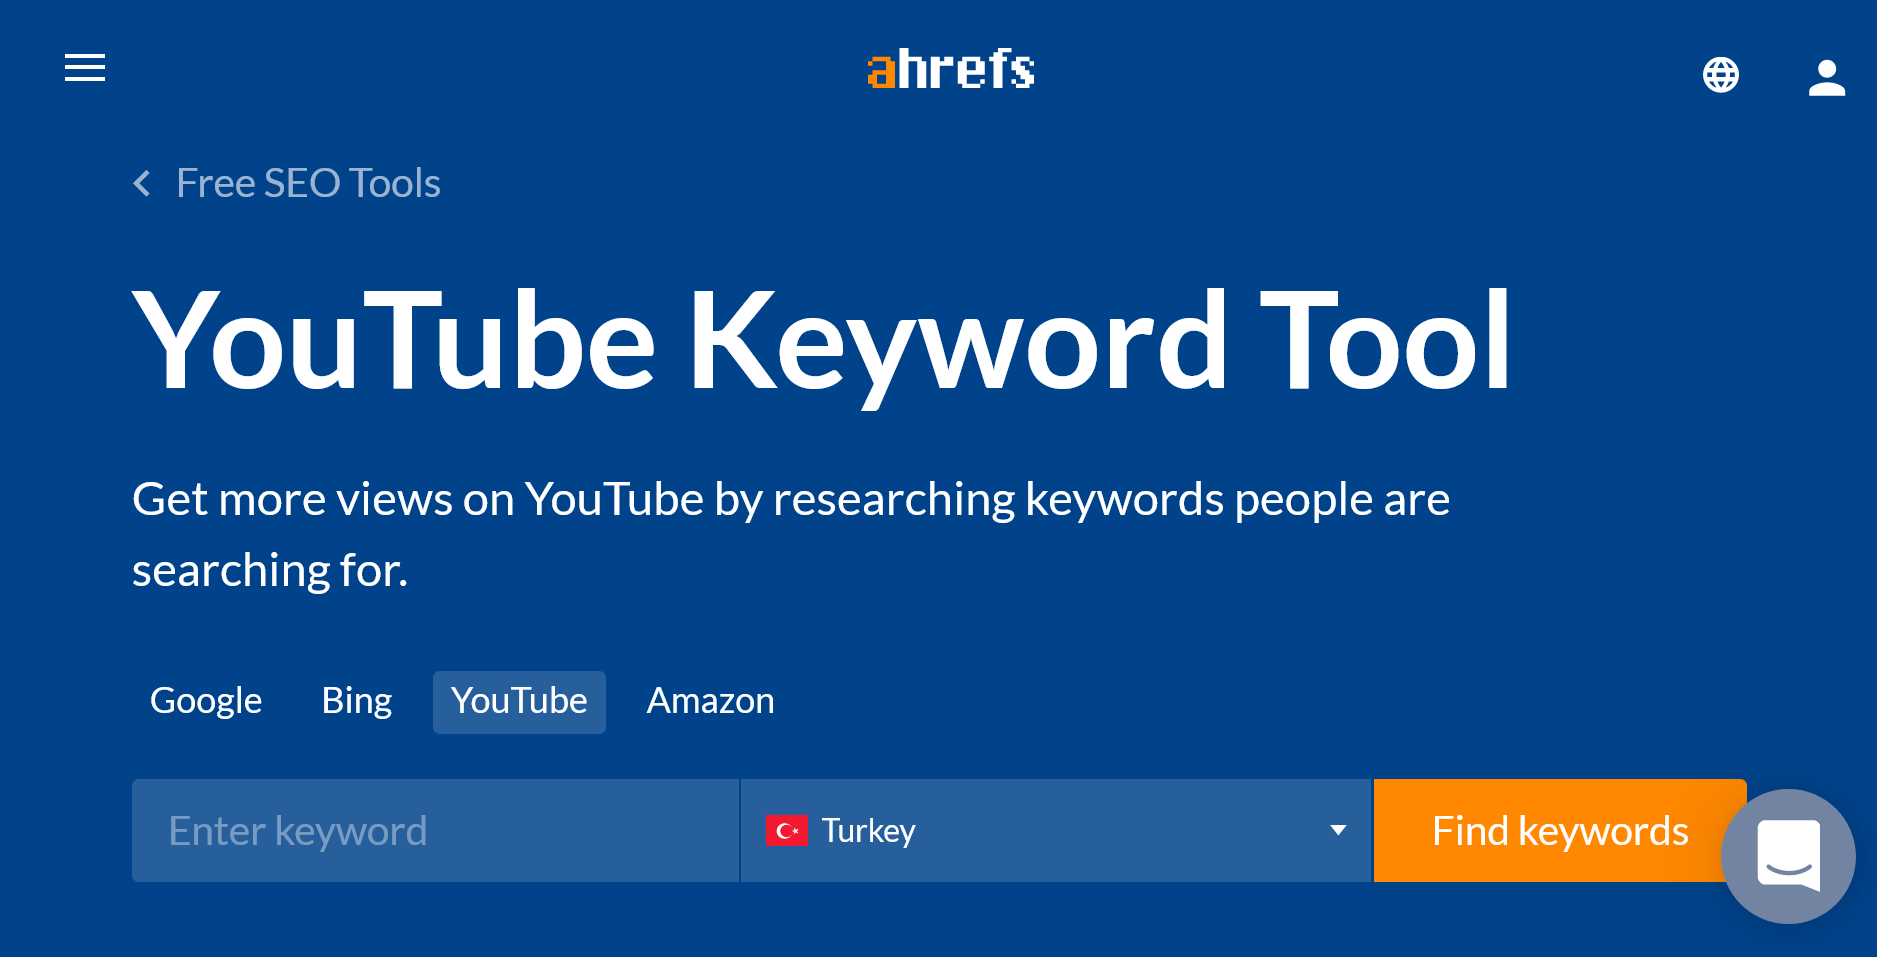 ahrefs
Free SEO Tools
YouTube Keyword Tool
Get more views on YouTube by researching keywords people are
searching for.
Google Bing YouTube Amazon
Enter keyword Turkey Find keywords